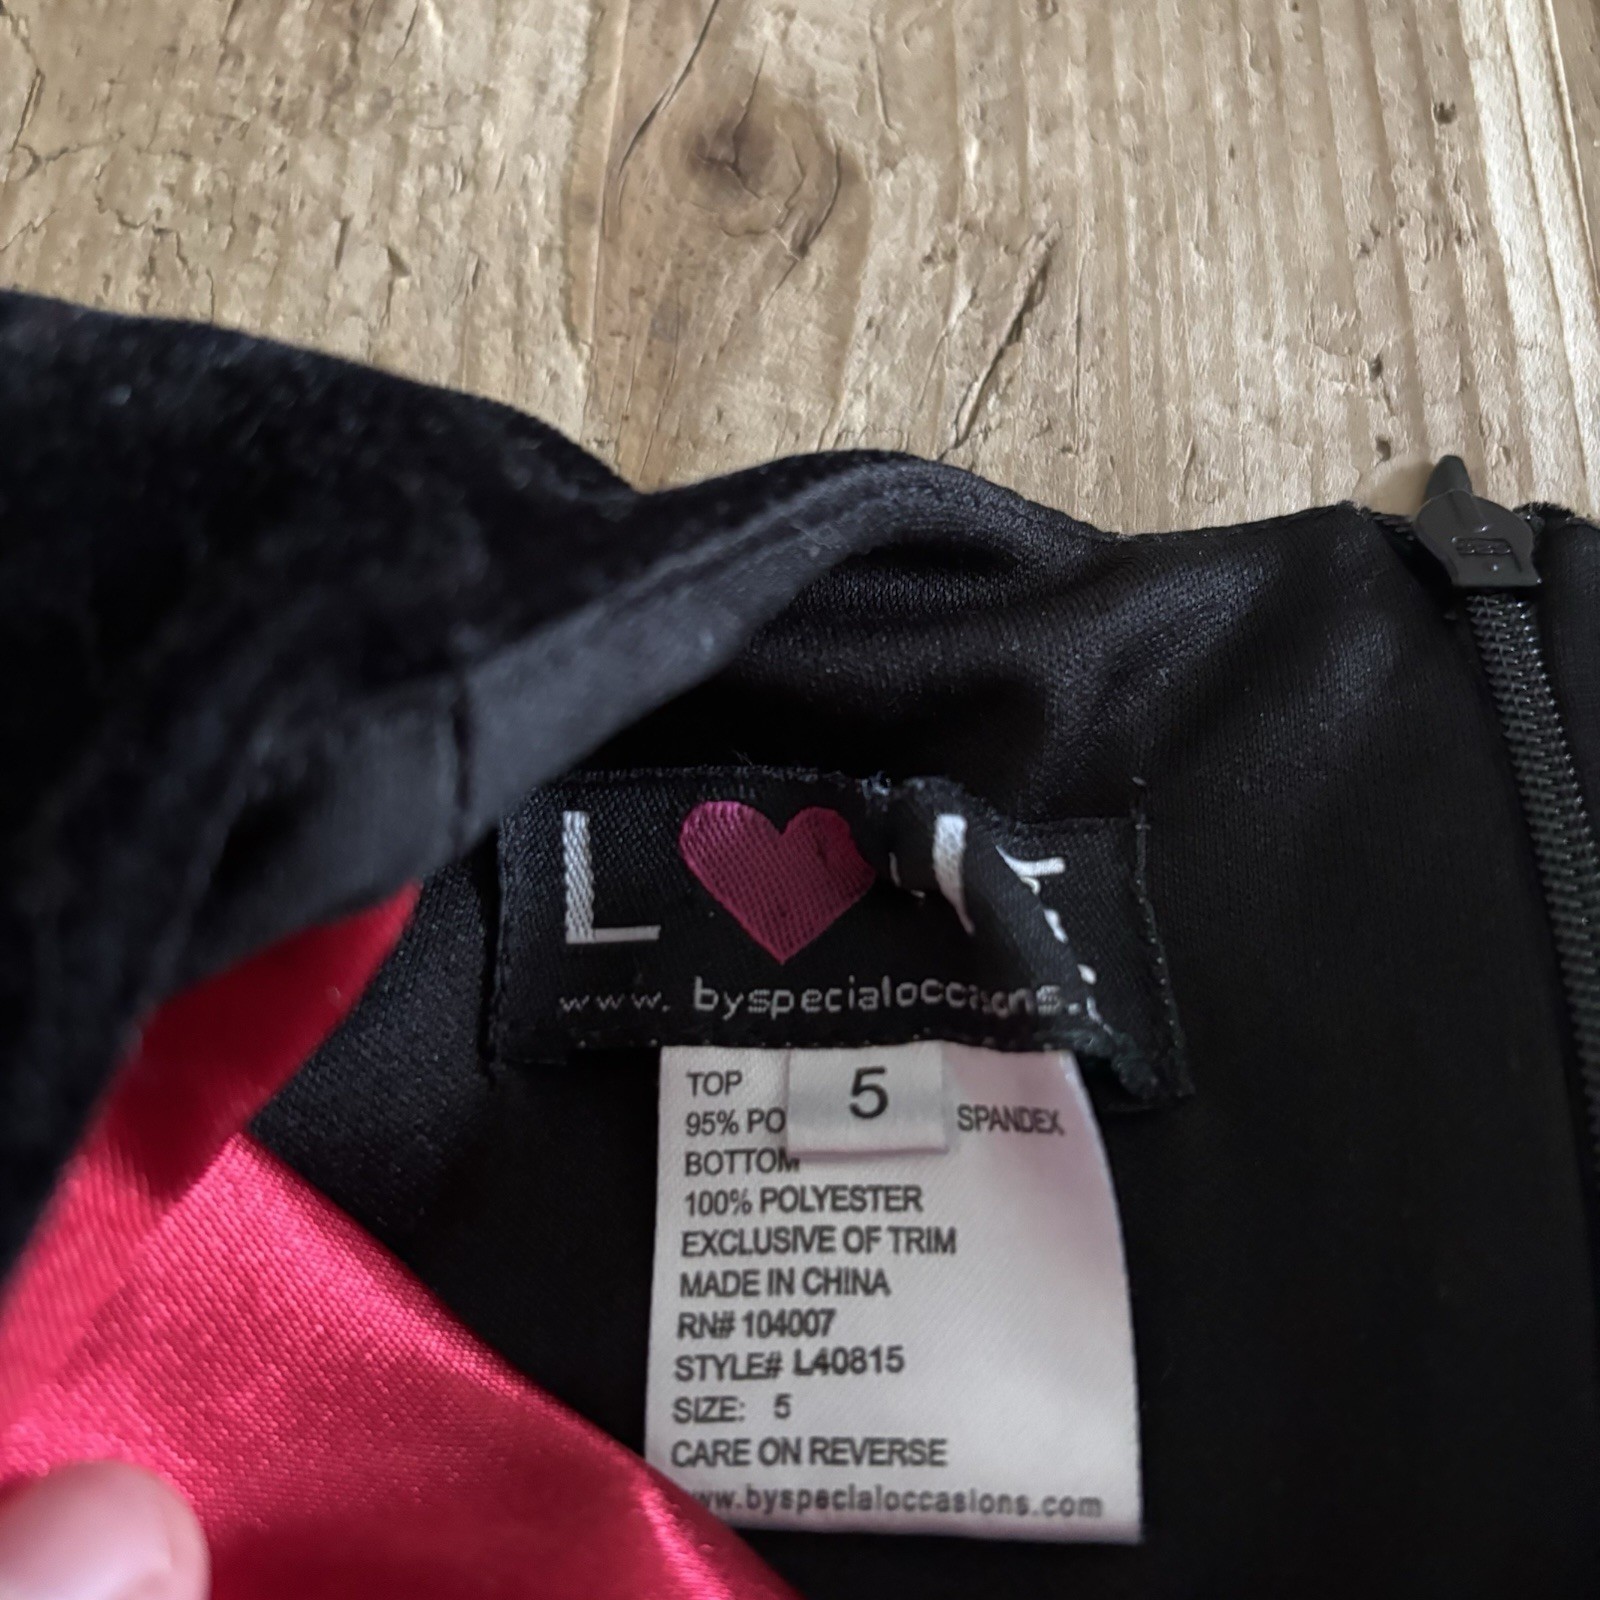 L
www. byspecialoccasions.
5
TOP
95% PO SPANDEX
BOTTOM
100% POLYESTER
EXCLUSIVE OF TRIM
MADE IN CHINA
RN# 104007
STYLE# L40815
SIZE: 5
CARE ON REVERSE
www.byspecialoccasions.com